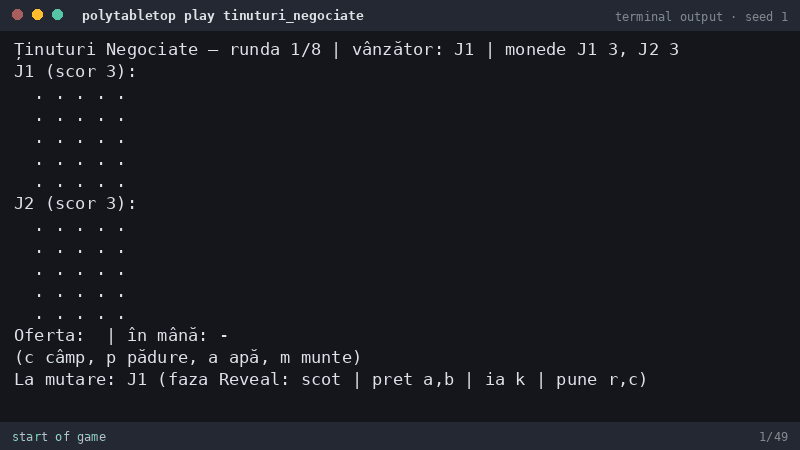 polytabletop play tinuturi_negociate
terminal output · seed 1
Ținuturi Negociate — runda 1/8 | vânzător: J1 | monede J1 3, J2 3
J1 (scor 3):
. . . . .
. . . . .
. . . . .
. . . . .
. . . . .
J2 (scor 3):
. . . . .
. . . . .
. . . . .
. . . . .
. . . . .
Oferta:  | în mână: -
(c câmp, p pădure, a apă, m munte)
La mutare: J1 (faza Reveal: scot | pret a,b | ia k | pune r,c)
start of game
1/49